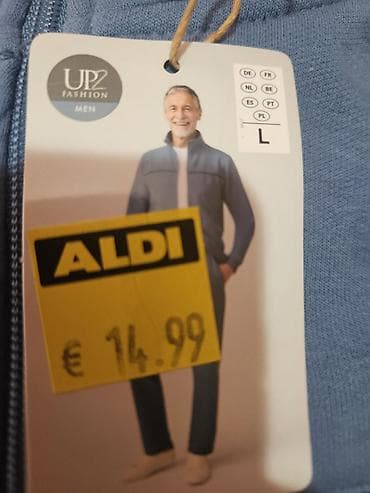 UP2
FASHION
MEN
DE FR
NL BE
ES PT
PL
L
ALDI
€ 14.99